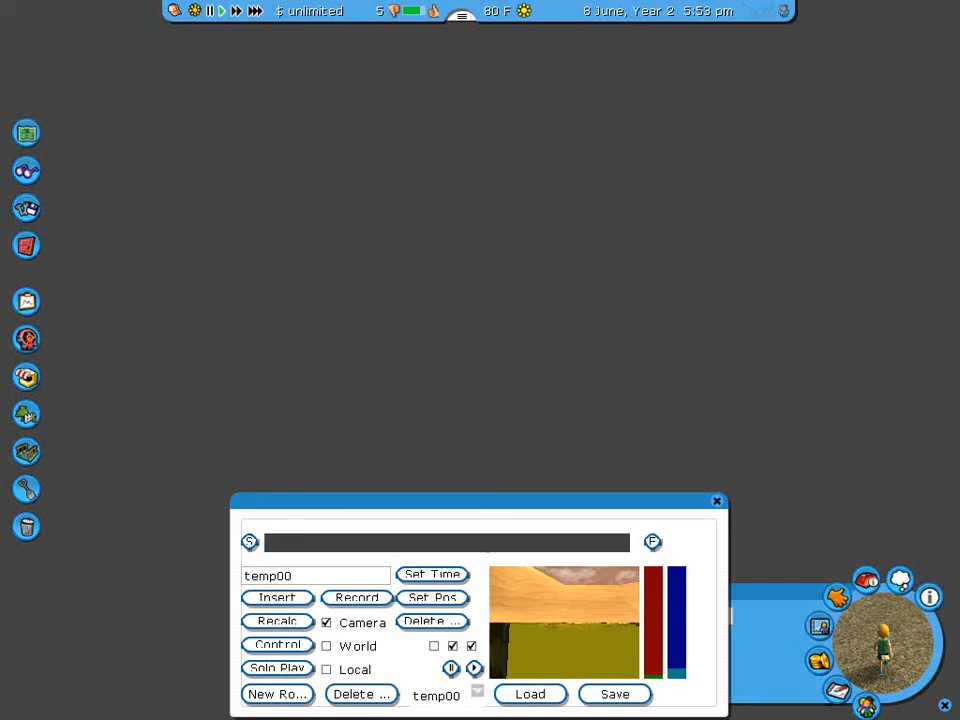 $ unlimited 5 80 F 8 June, Year 2 5:53 pm
S E
temp00 Set Time
Insert Record Set Pos
Recalc Camera Delete ...
Control World
Solo Play Local
New Ro... Delete ... temp00 Load Save